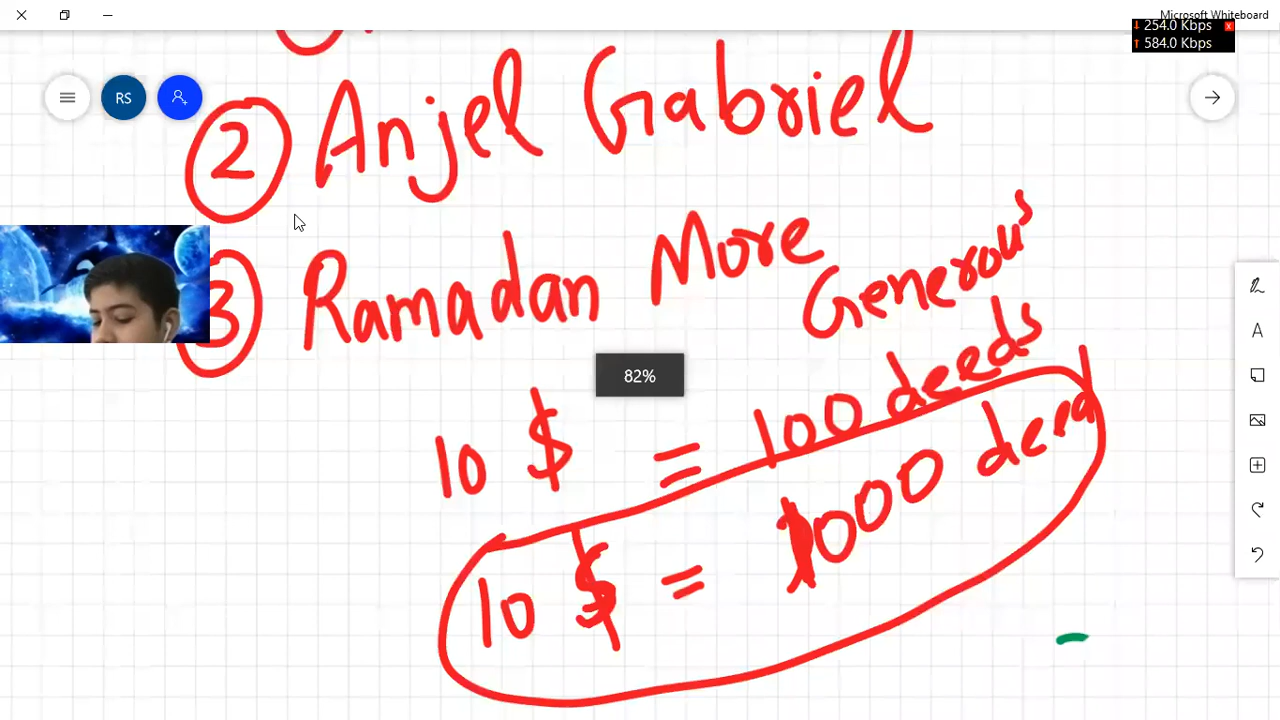 Microsoft Whiteboard
↓ 254.0 Kbps x
↑ 584.0 Kbps
RS
2 Anjel Gabriel
3 Ramadan More Generous
82%
10 $ = 100 deeds
10 $ = 1000 deed
A